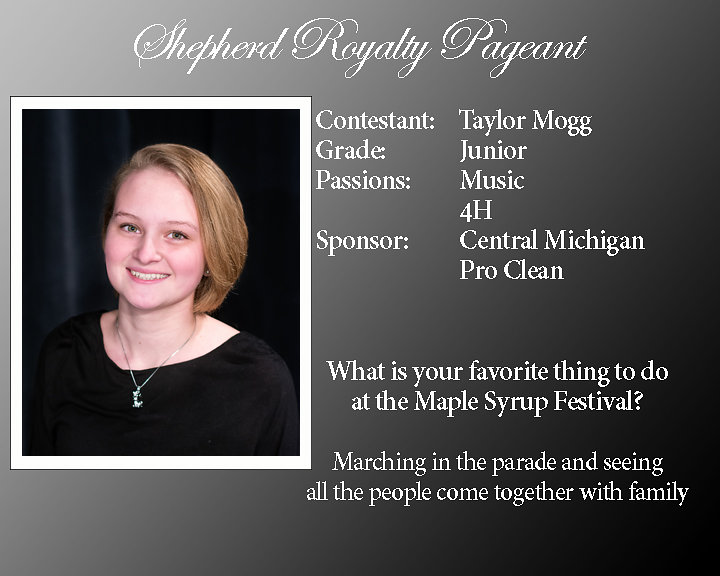 Shepherd Royalty Pageant
Contestant: Taylor Mogg
Grade: Junior
Passions: Music
4H
Sponsor: Central Michigan
Pro Clean
What is your favorite thing to do
at the Maple Syrup Festival?
Marching in the parade and seeing
all the people come together with family